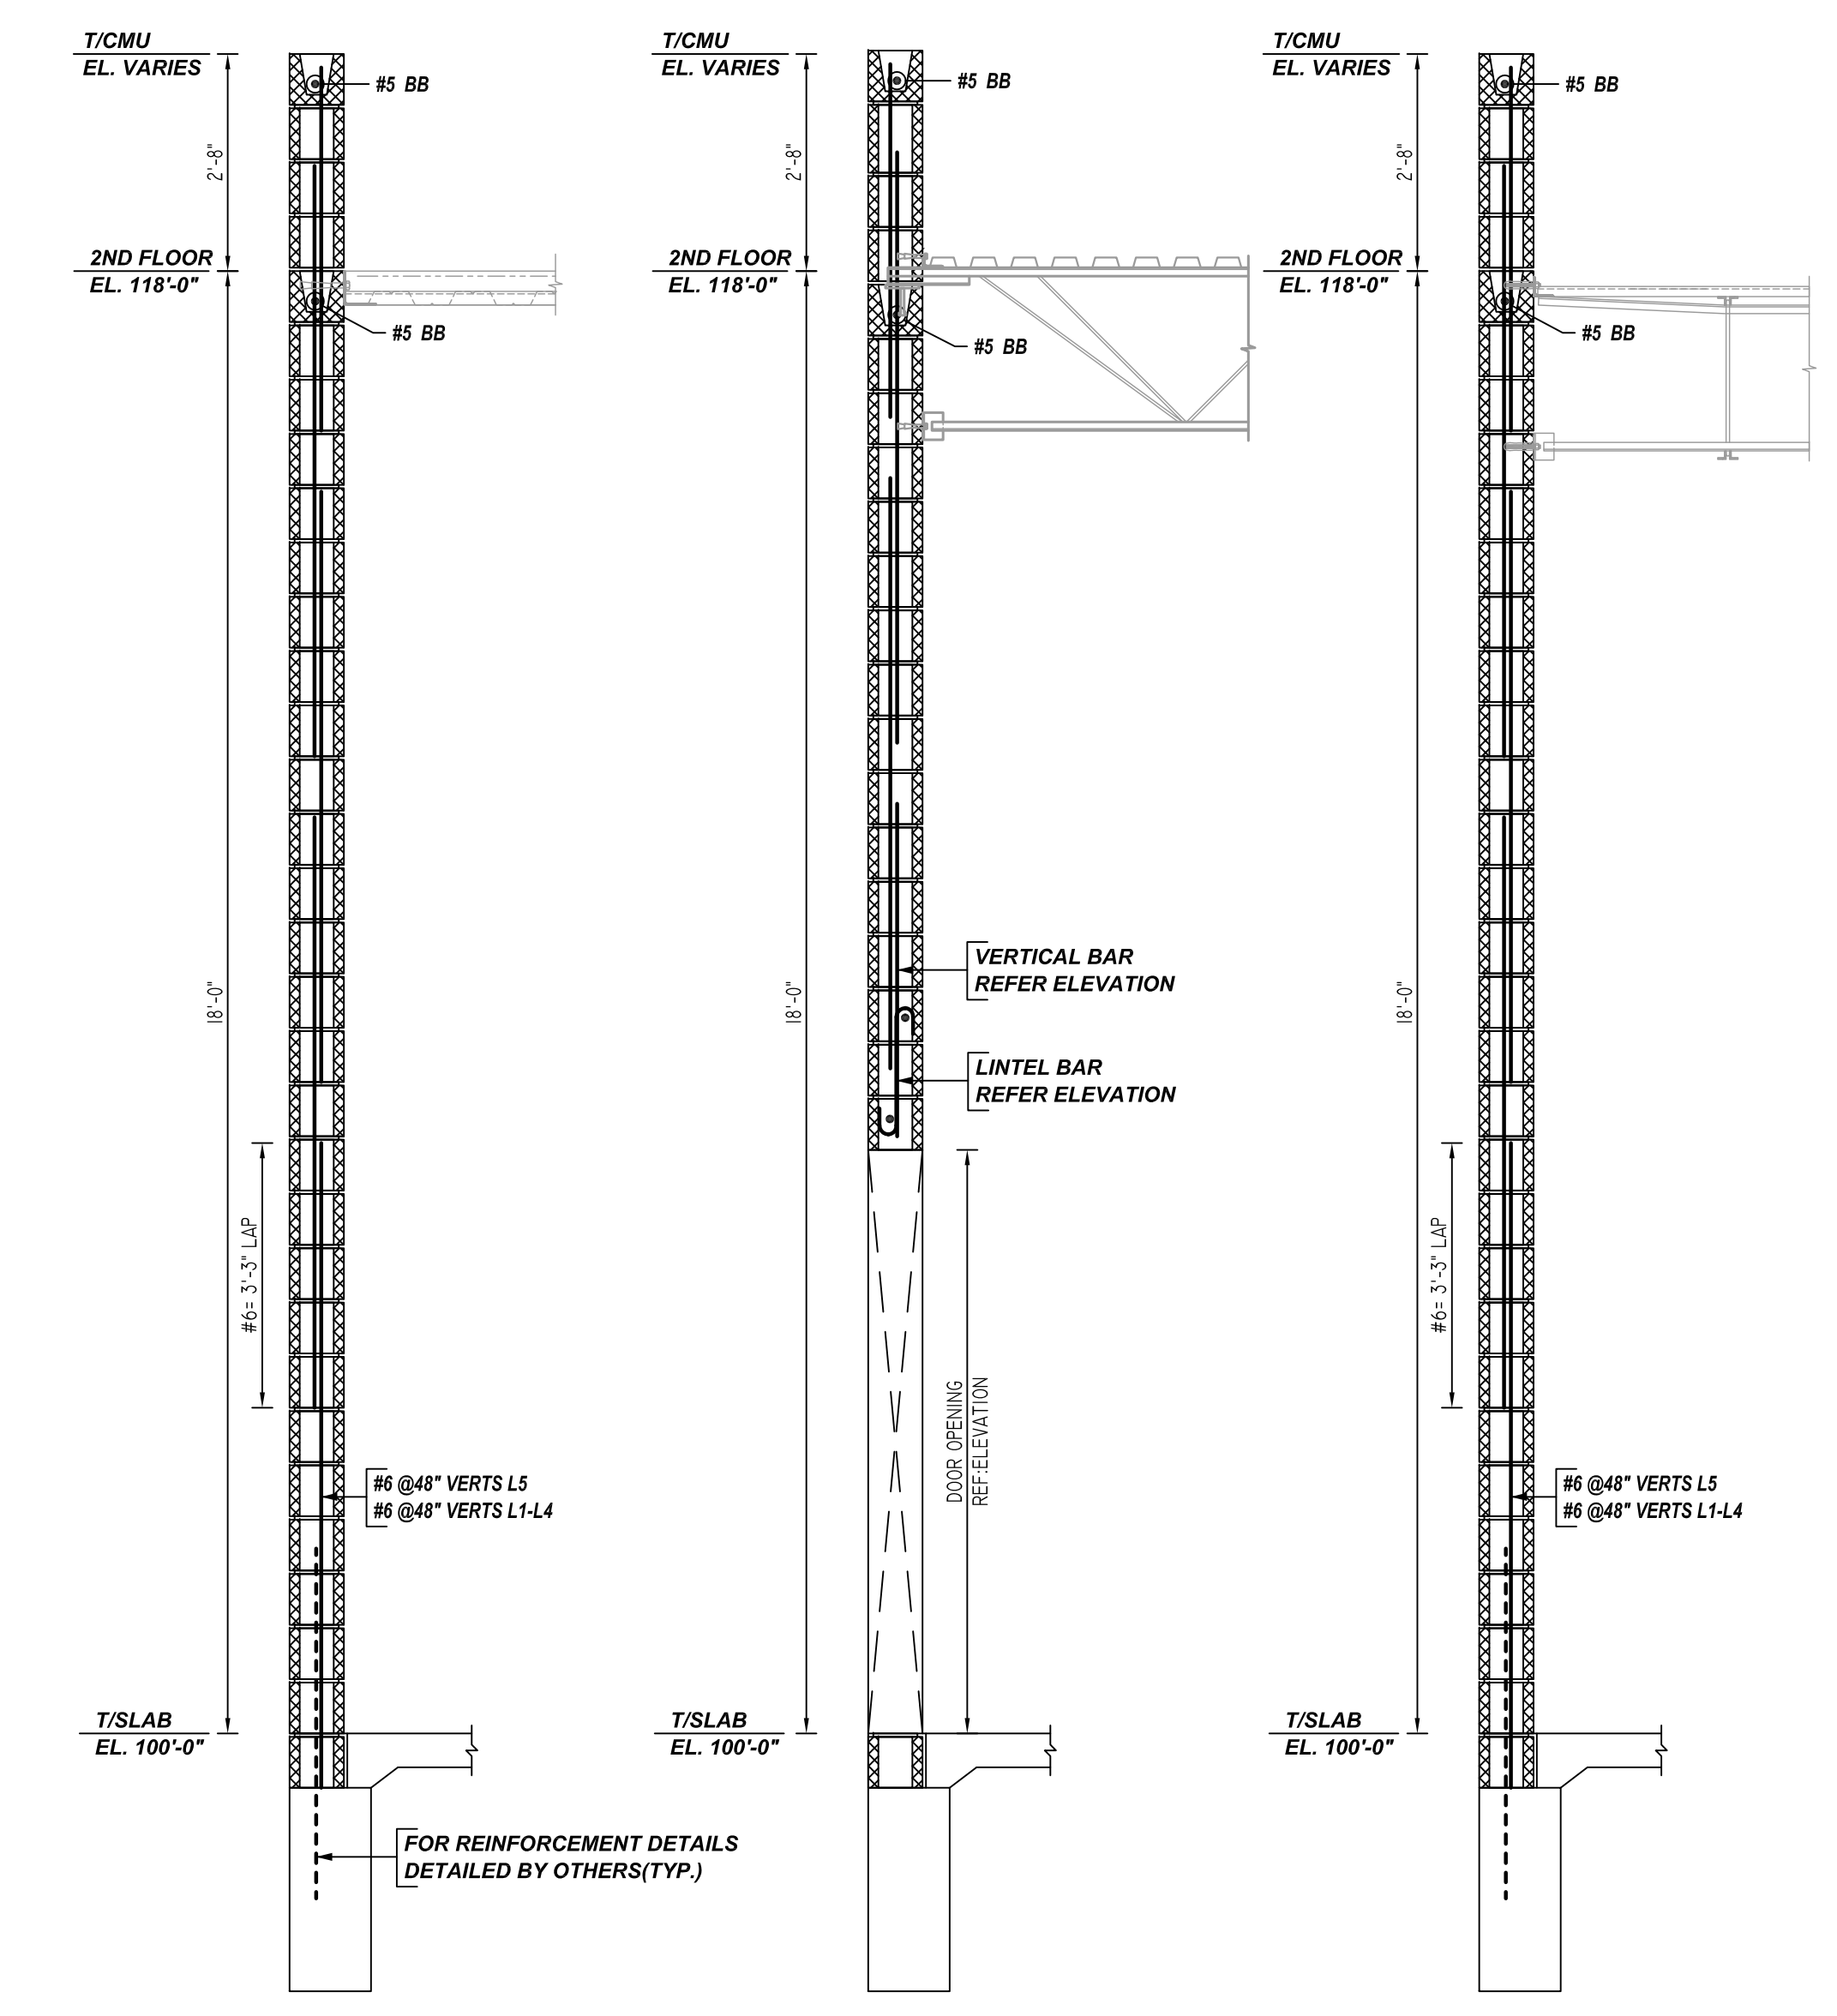 T/CMU
EL. VARIES
#5 BB
2'-8"
2ND FLOOR
EL. 118'-0"
#5 BB
18'-0"
#6= 3'-3" LAP
#6 @48" VERTS L5
#6 @48" VERTS L1-L4
T/SLAB
EL. 100'-0"
FOR REINFORCEMENT DETAILS
DETAILED BY OTHERS(TYP.)
T/CMU
EL. VARIES
#5 BB
2'-8"
2ND FLOOR
EL. 118'-0"
#5 BB
VERTICAL BAR
REFER ELEVATION
18'-0"
LINTEL BAR
REFER ELEVATION
DOOR OPENING
REF:ELEVATION
T/SLAB
EL. 100'-0"
T/CMU
EL. VARIES
#5 BB
2'-8"
2ND FLOOR
EL. 118'-0"
#5 BB
18'-0"
#6= 3'-3" LAP
#6 @48" VERTS L5
#6 @48" VERTS L1-L4
T/SLAB
EL. 100'-0"